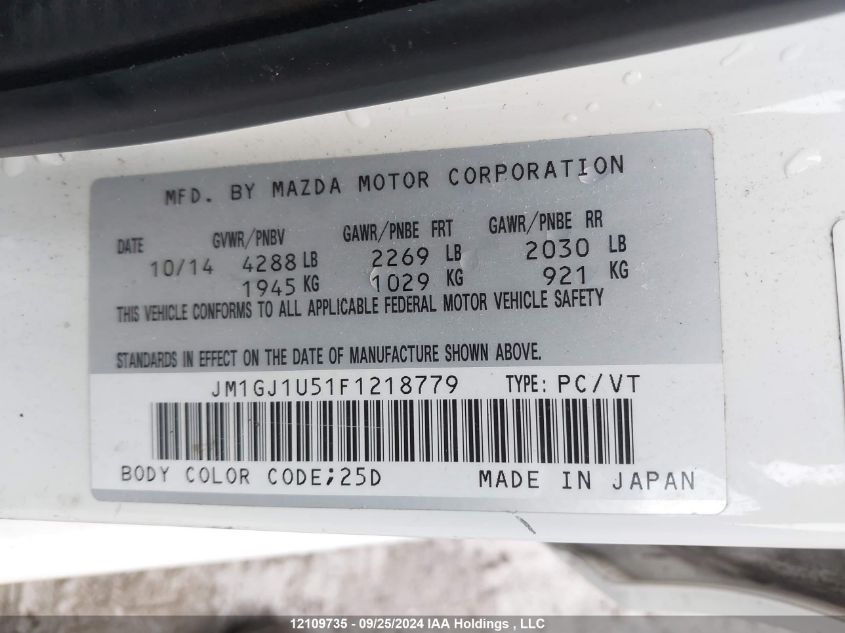 MFD. BY MAZDA MOTOR CORPORATION
DATE GVWR/PNBV GAWR/PNBE FRT GAWR/PNBE RR
10/14 4288 LB 2269 LB 2030 LB
1945 KG 1029 KG 921 KG
THIS VEHICLE CONFORMS TO ALL APPLICABLE FEDERAL MOTOR VEHICLE SAFETY
STANDARDS IN EFFECT ON THE DATE OF MANUFACTURE SHOWN ABOVE.
JM1GJ1U51F1218779 TYPE: PC/VT
BODY COLOR CODE;25D MADE IN JAPAN
12109735 - 09/25/2024 IAA Holdings , LLC